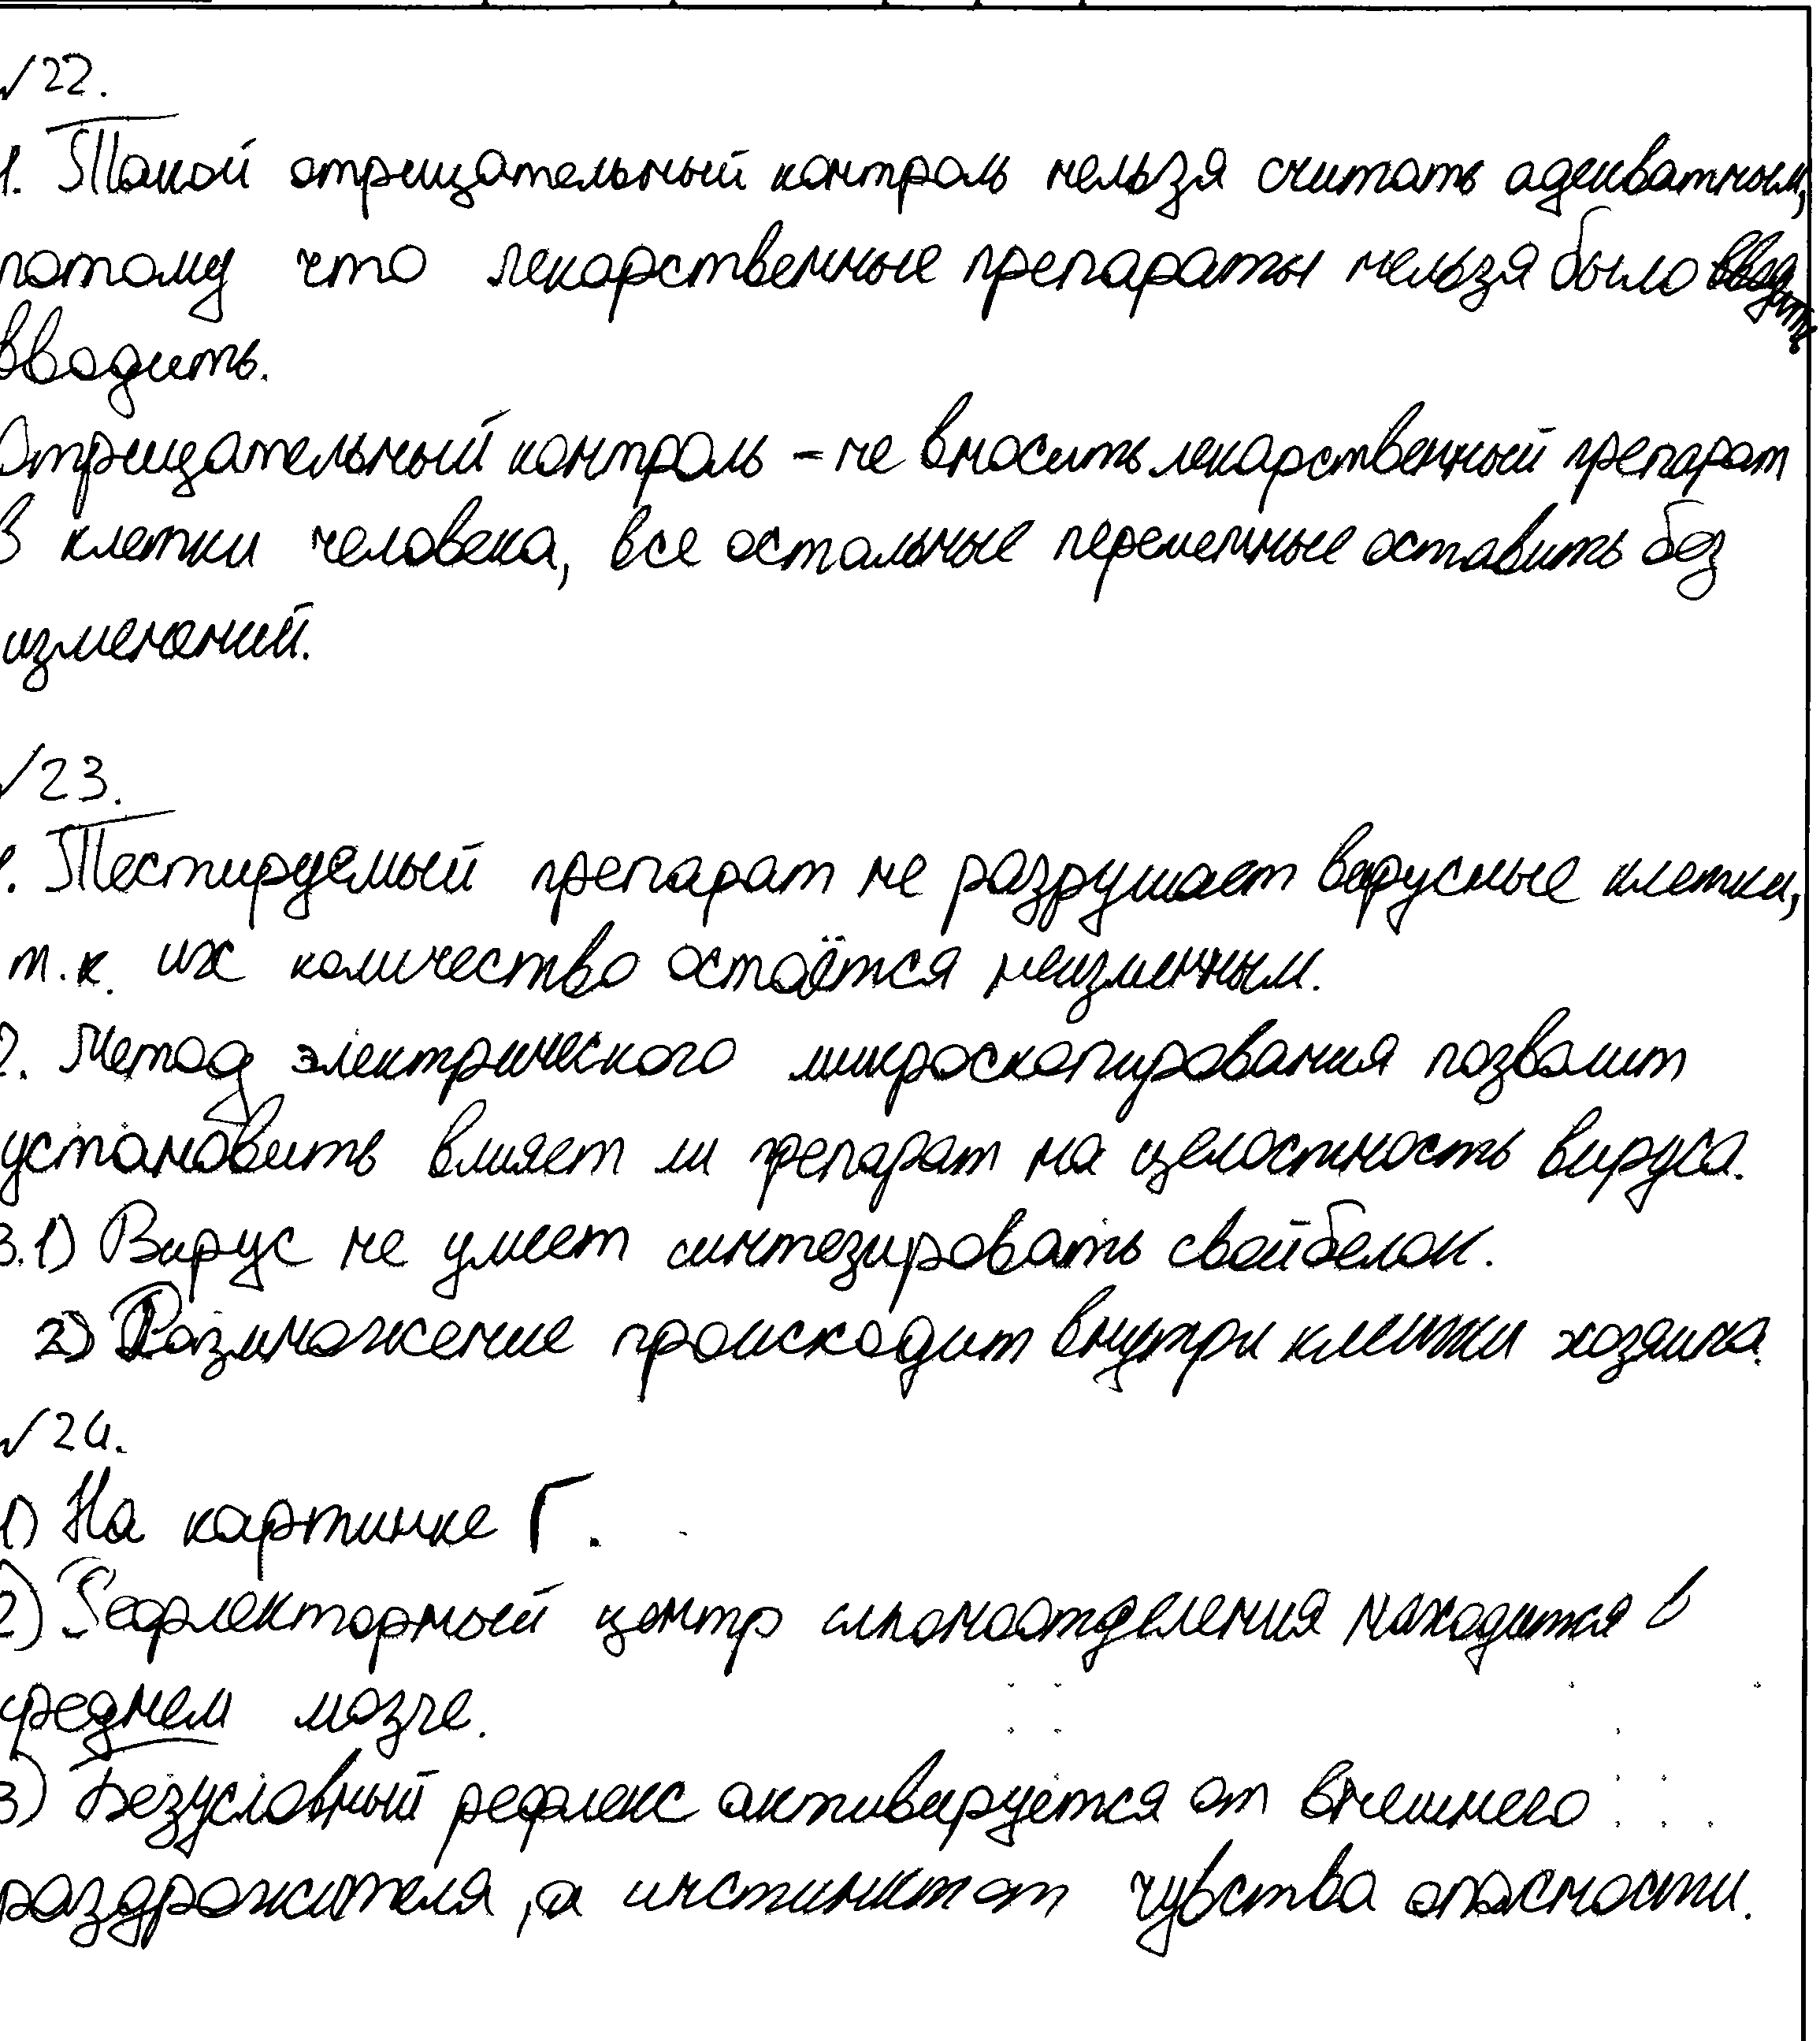 √22.
1. Такой отрицательный контроль нельзя считать адекватным,
потому что лекарственные препараты нельзя было
вводить.
Отрицательный контроль – не вносить лекарственный препарат
в клетки человека, все остальные переменные оставить без
изменений.
√23.
1. Тестируемый препарат не разрушает вирусные клетки,
т.к. их количество остаётся неизменным.
2. Метод электрического микроскопирования позволит
установить влияет ли препарат на целостность вируса.
3.1) Вирус не умеет синтезировать свой белок.
2) Размножение происходит внутри клетки хозяина.
√24.
1) На картинке Г.
2) Рефлекторный центр слюноотделения находится в
среднем мозге.
3) Безусловный рефлекс активируется от внешнего
раздражителя, а инстинкт от чувства опасности.